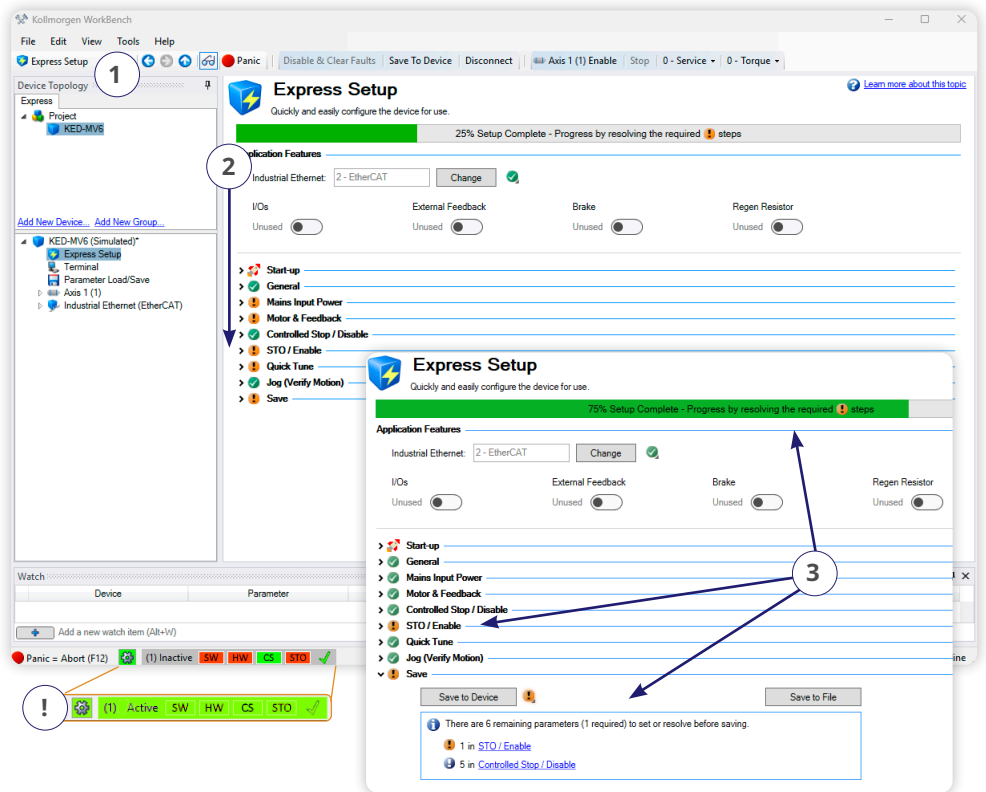 Kollmorgen WorkBench
File Edit View Tools Help
Express Setup Panic Disable & Clear Faults Save To Device Disconnect Axis 1 (1) Enable Stop 0 - Service 0 - Torque
1
Device Topology
Express
Project
KED-MV6
Add New Device... Add New Group...
KED-MV6 (Simulated)*
Express Setup
Terminal
Parameter Load/Save
Axis 1 (1)
Industrial Ethernet (EtherCAT)
Express Setup
Learn more about this topic
Quickly and easily configure the device for use.
25% Setup Complete - Progress by resolving the required ! steps
2
plication Features
Industrial Ethernet: 2 - EtherCAT Change
I/Os External Feedback Brake Regen Resistor
Unused Unused Unused Unused
Start-up
General
Mains Input Power
Motor & Feedback
Controlled Stop / Disable
STO / Enable
Quick Tune
Jog (Verify Motion)
Save
Express Setup
Quickly and easily configure the device for use.
75% Setup Complete - Progress by resolving the required ! steps
Application Features
Industrial Ethernet: 2 - EtherCAT Change
I/Os External Feedback Brake Regen Resistor
Unused Unused Unused Unused
3
Start-up
General
Mains Input Power
Motor & Feedback
Controlled Stop / Disable
STO / Enable
Quick Tune
Jog (Verify Motion)
Save
Save to Device Save to File
There are 6 remaining parameters (1 required) to set or resolve before saving.
1 in STO / Enable
5 in Controlled Stop / Disable
Watch
Device Parameter
Add a new watch item (Alt+W)
Panic = Abort (F12) (1) Inactive SW HW CS STO ine
! (1) Active SW HW CS STO